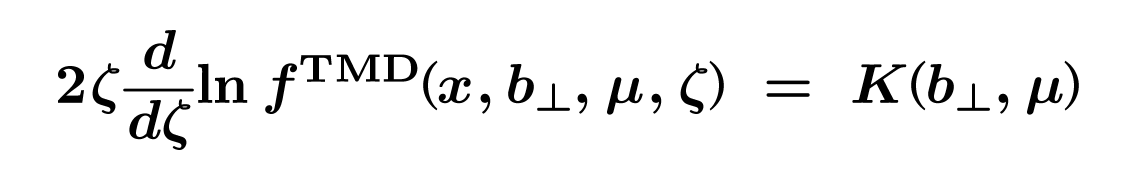 2ζ d/dζ ln f^TMD(x, b_⊥, μ, ζ) = K(b_⊥, μ)